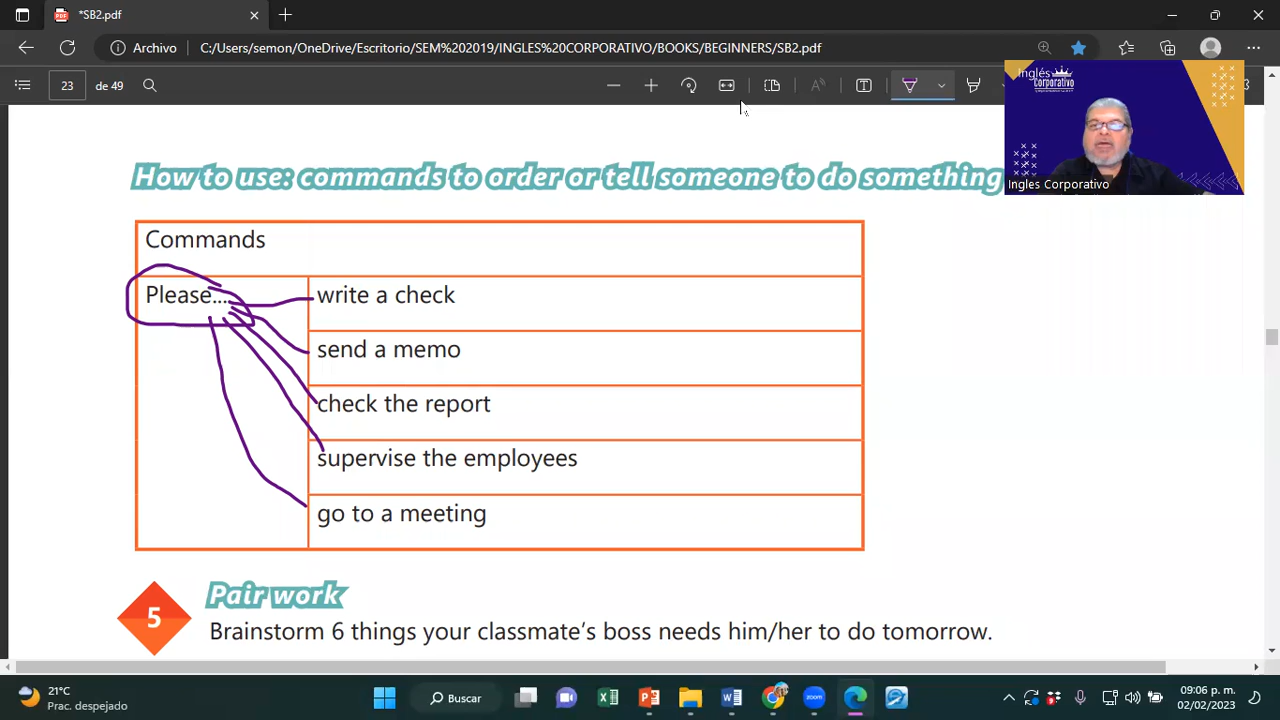 *SB2.pdf
Archivo
C:/Users/semon/OneDrive/Escritorio/SEM%202019/INGLES%20CORPORATIVO/BOOKS/BEGINNERS/SB2.pdf
23 de 49
Inglés
Corporativo
Ingles Corporativo
How to use: commands to order or tell someone to do something
Commands
Please...
write a check
send a memo
check the report
supervise the employees
go to a meeting
5
Pair work
Brainstorm 6 things your classmate's boss needs him/her to do tomorrow.
21°C
Prac. despejado
Buscar
09:06 p. m.
02/02/2023